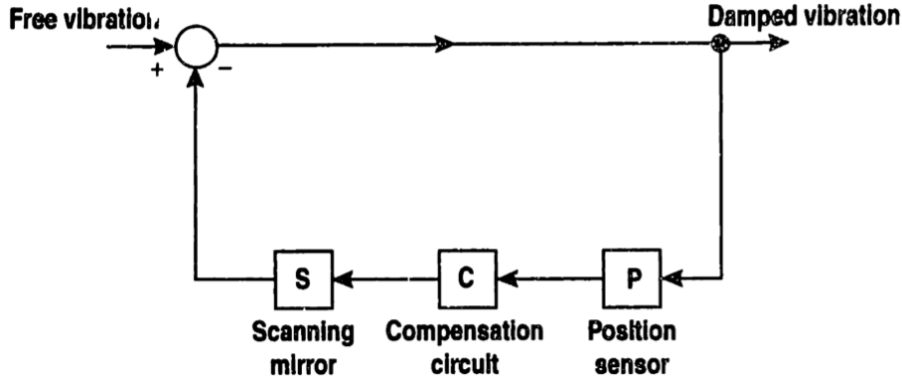 Free vibration
Damped vibration
+
−
S
C
P
Scanning
mirror
Compensation
circuit
Position
sensor